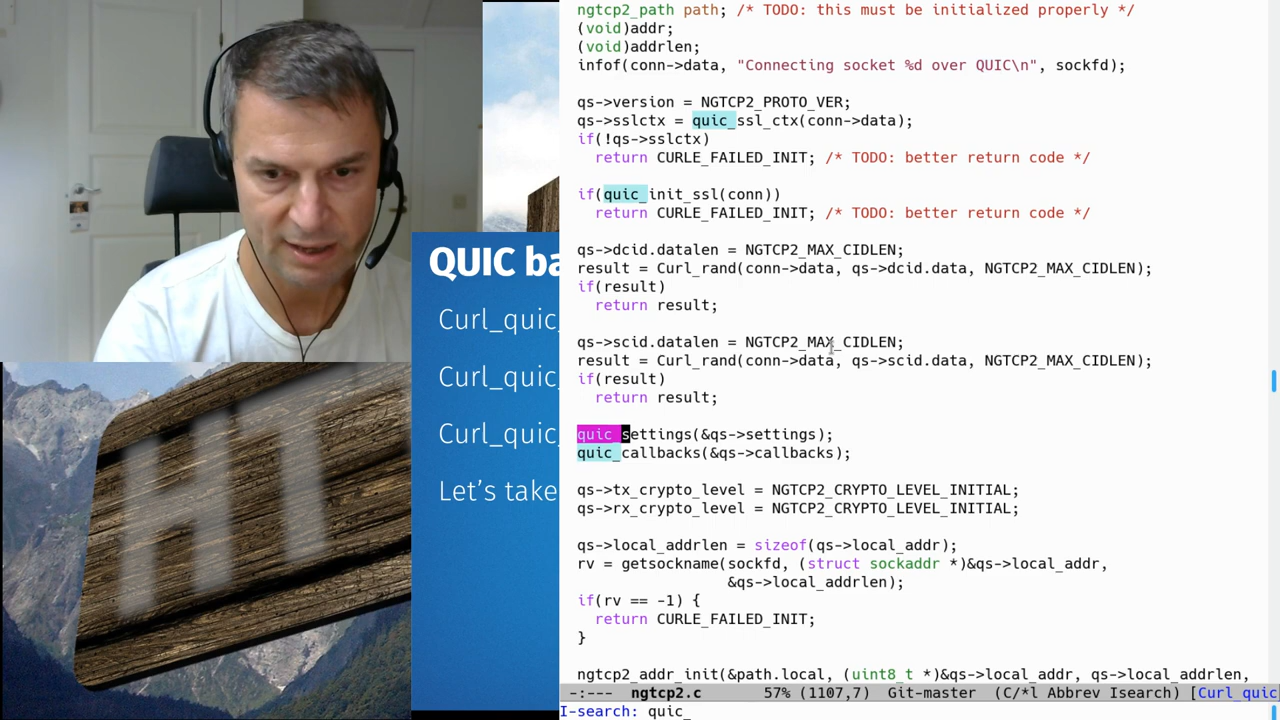 HT
QUIC ba
Curl_quic_
Curl_quic_
Curl_quic_
Let's take
ngtcp2_path path; /* TODO: this must be initialized properly */
(void)addr;
(void)addrlen;
infof(conn->data, "Connecting socket %d over QUIC\n", sockfd);
qs->version = NGTCP2_PROTO_VER;
qs->sslctx = quic_ssl_ctx(conn->data);
if(!qs->sslctx)
return CURLE_FAILED_INIT; /* TODO: better return code */
if(quic_init_ssl(conn))
return CURLE_FAILED_INIT; /* TODO: better return code */
qs->dcid.datalen = NGTCP2_MAX_CIDLEN;
result = Curl_rand(conn->data, qs->dcid.data, NGTCP2_MAX_CIDLEN);
if(result)
return result;
qs->scid.datalen = NGTCP2_MAX_CIDLEN;
result = Curl_rand(conn->data, qs->scid.data, NGTCP2_MAX_CIDLEN);
if(result)
return result;
quic_settings(&qs->settings);
quic_callbacks(&qs->callbacks);
qs->tx_crypto_level = NGTCP2_CRYPTO_LEVEL_INITIAL;
qs->rx_crypto_level = NGTCP2_CRYPTO_LEVEL_INITIAL;
qs->local_addrlen = sizeof(qs->local_addr);
rv = getsockname(sockfd, (struct sockaddr *)&qs->local_addr,
&qs->local_addrlen);
if(rv == -1) {
return CURLE_FAILED_INIT;
}
ngtcp2_addr_init(&path.local, (uint8_t *)&qs->local_addr, qs->local_addrlen,
-:--- ngtcp2.c 57% (1107,7) Git-master (C/*l Abbrev Isearch) [Curl_quic
I-search: quic_